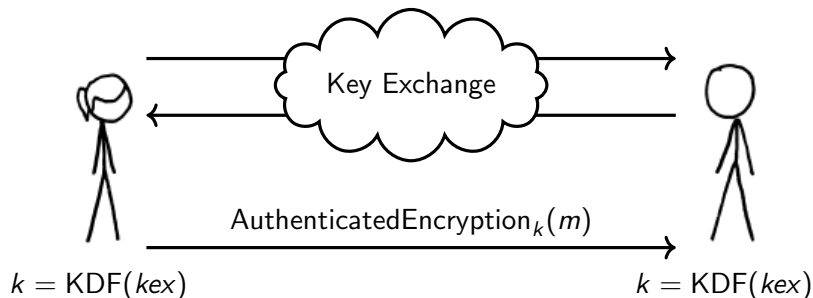 Key Exchange
AuthenticatedEncryption_k(m)
k = KDF(kex)
k = KDF(kex)